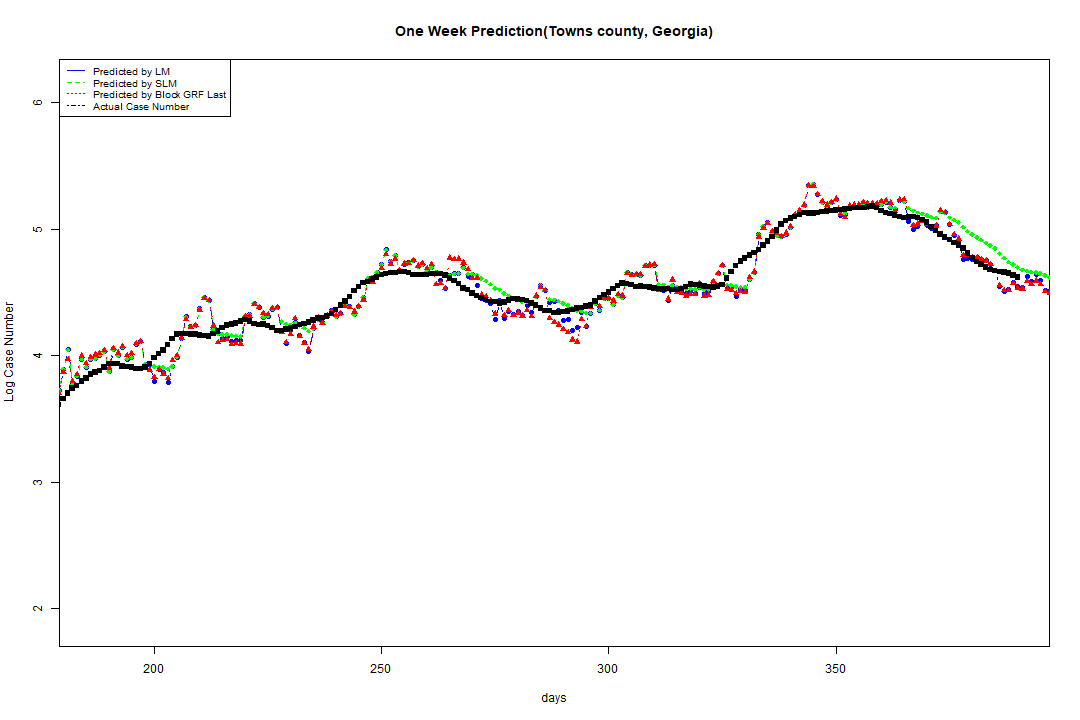 One Week Prediction(Towns county, Georgia)
Predicted by LM
Predicted by SLM
Predicted by Block GRF Last
Actual Case Number
6
5
4
3
2
Log Case Number
200 250 300 350
days